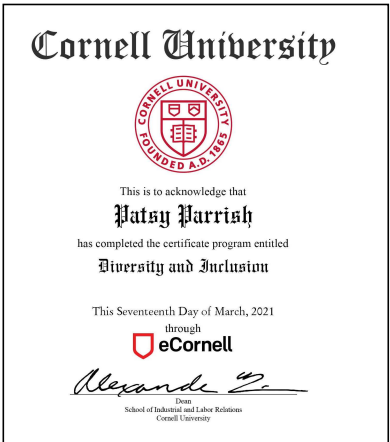 Cornell University
CORNELL UNIVERSITY
FOUNDED A.D. 1865
This is to acknowledge that
Patsy Parrish
has completed the certificate program entitled
Diversity and Inclusion
This Seventeenth Day of March, 2021
through
eCornell
Dean
School of Industrial and Labor Relations
Cornell University